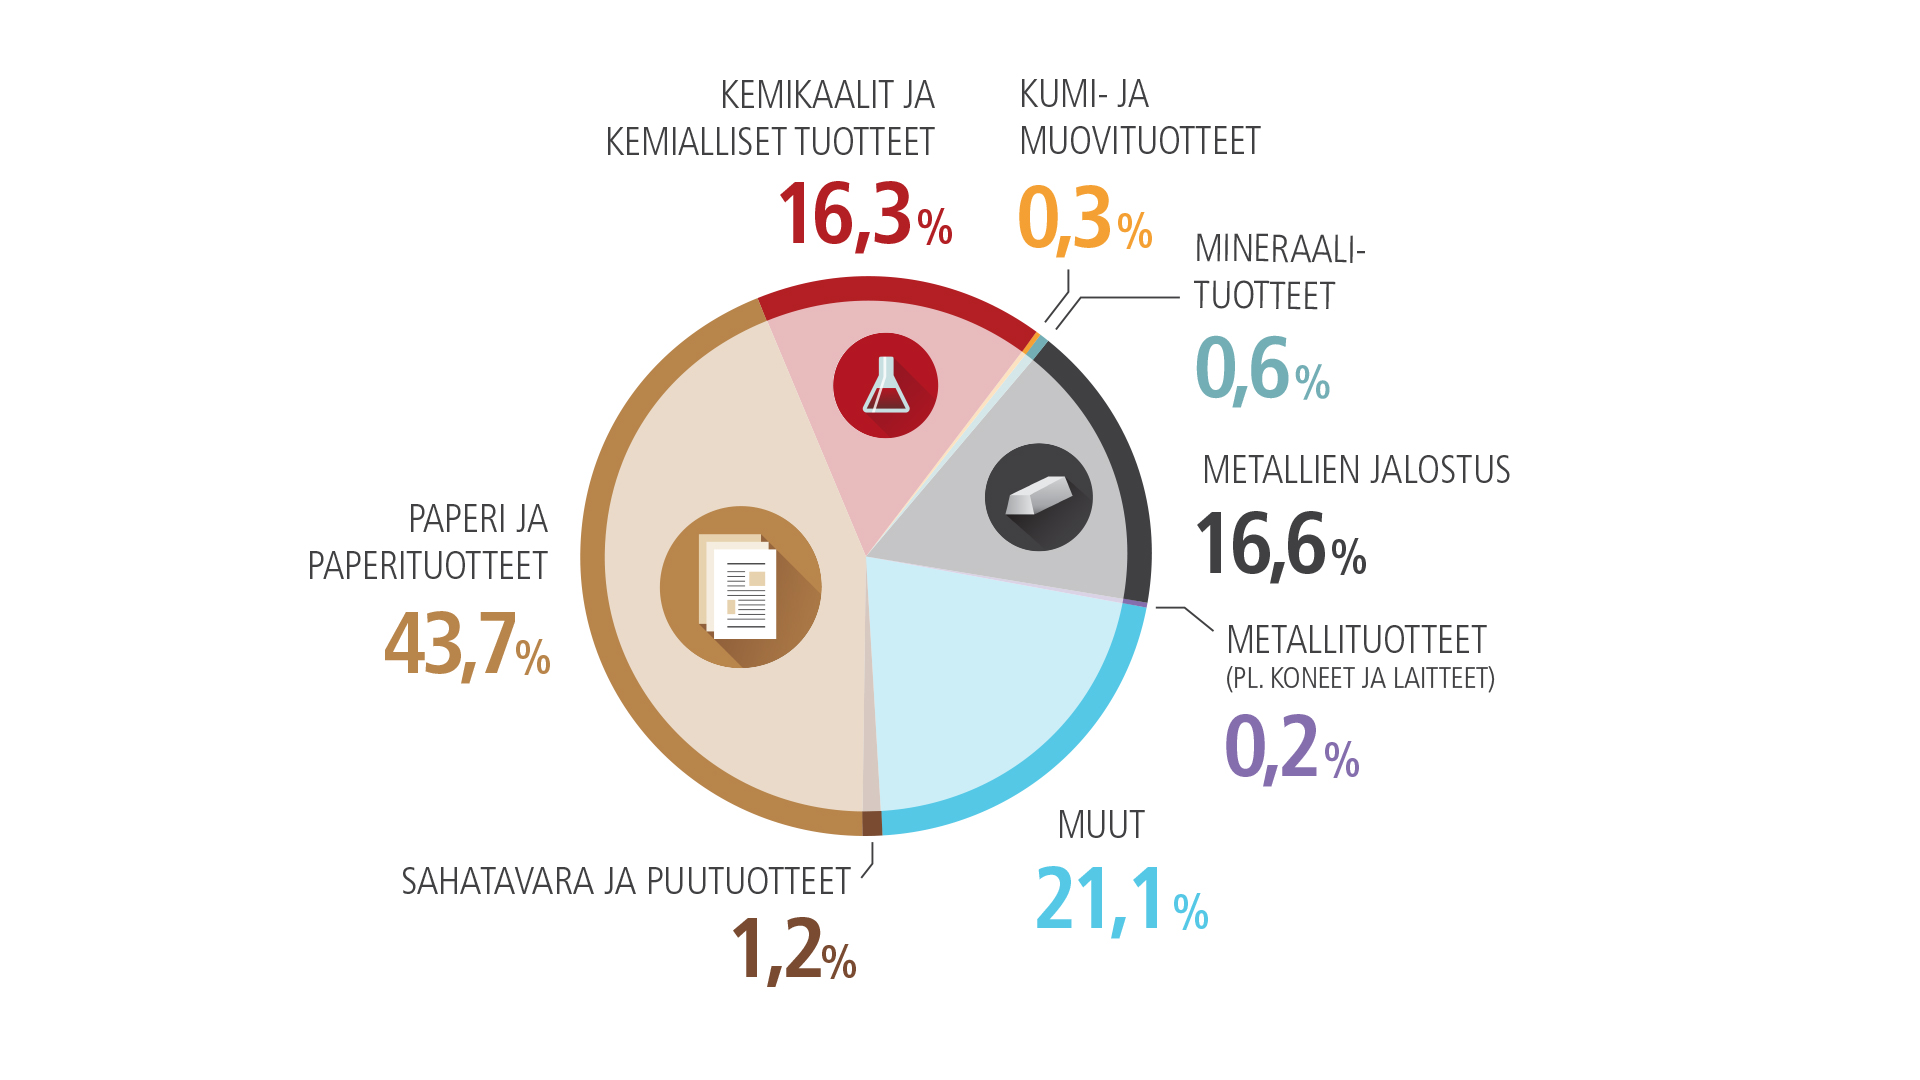 KEMIKAALIT JA
KEMIALLISET TUOTTEET
16,3 %
KUMI- JA
MUOVITUOTTEET
0,3 %
MINERAALI-
TUOTTEET
0,6 %
METALLIEN JALOSTUS
16,6 %
METALLITUOTTEET
(PL. KONEET JA LAITTEET)
0,2 %
MUUT
21,1 %
SAHATAVARA JA PUUTUOTTEET
1,2%
PAPERI JA
PAPERITUOTTEET
43,7%